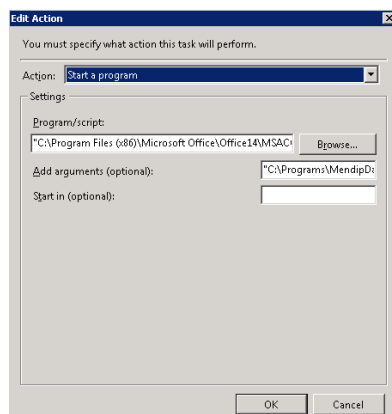 Edit Action
You must specify what action this task will perform.
Action: Start a program
Settings
Program/script:
"C:\Program Files (x86)\Microsoft Office\Office14\MSAC
Browse...
Add arguments (optional): "C:\Programs\MendipDa
Start in (optional):
OK Cancel